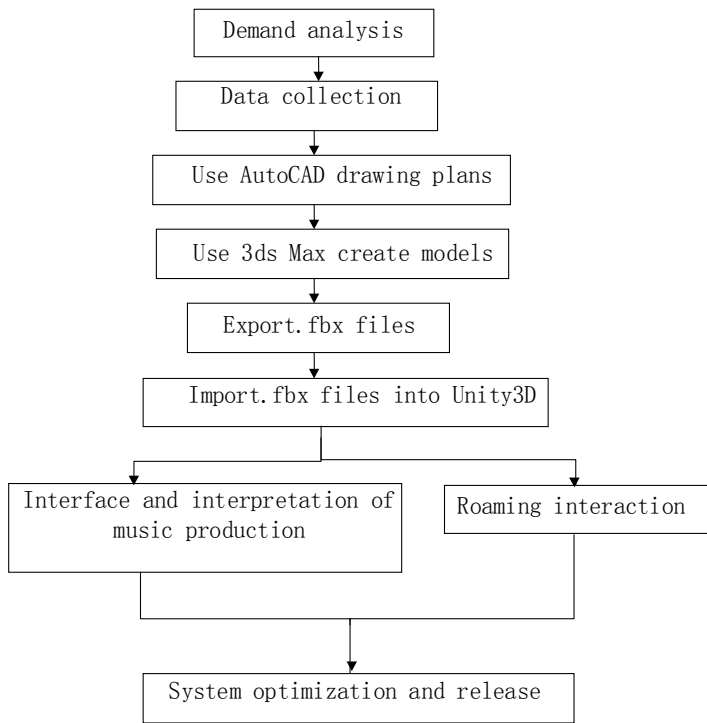 Demand analysis
Data collection
Use AutoCAD drawing plans
Use 3ds Max create models
Export.fbx files
Import.fbx files into Unity3D
Interface and interpretation of
music production
Roaming interaction
System optimization and release